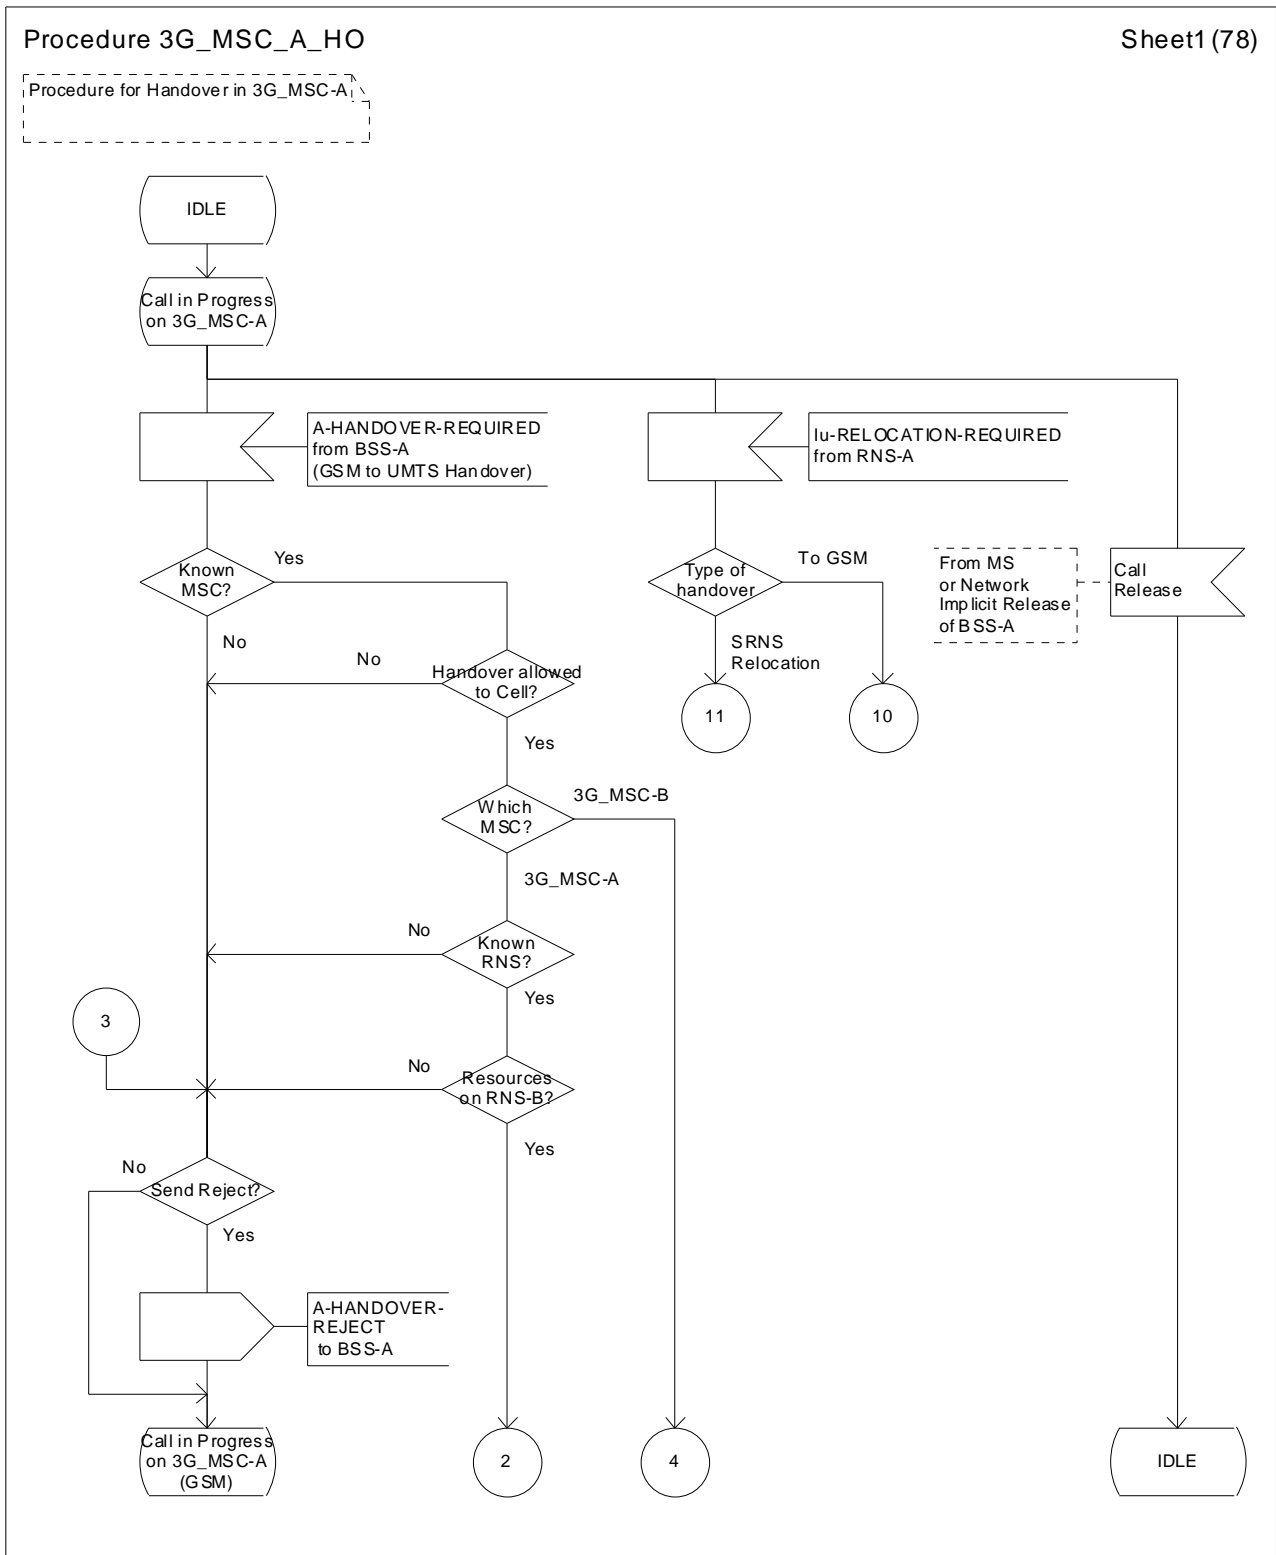 Procedure 3G_MSC_A_HO
Sheet1 (78)
Procedure for Handover in 3G_MSC-A
IDLE
Call in Progress
on 3G_MSC-A
A-HANDOVER-REQUIRED
from BSS-A
(GSM to UMTS Handover)
Iu-RELOCATION-REQUIRED
from RNS-A
Known
MSC?
Yes
No
Type of
handover
To GSM
SRNS
Relocation
From MS
or Network
Implicit Release
of BSS-A
Call
Release
No
Handover allowed
to Cell?
Yes
11
10
Which
MSC?
3G_MSC-B
3G_MSC-A
No
Known
RNS?
Yes
3
No
Resources
on RNS-B?
Yes
No
Send Reject?
Yes
A-HANDOVER-
REJECT
to BSS-A
Call in Progress
on 3G_MSC-A
(GSM)
2
4
IDLE